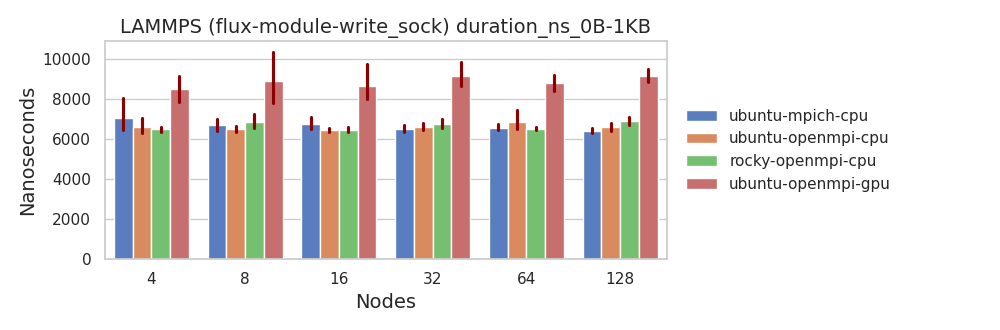 LAMMPS (flux-module-write_sock) duration_ns_0B-1KB
Nanoseconds
10000
8000
6000
4000
2000
0
4
8
16
32
64
128
Nodes
ubuntu-mpich-cpu
ubuntu-openmpi-cpu
rocky-openmpi-cpu
ubuntu-openmpi-gpu